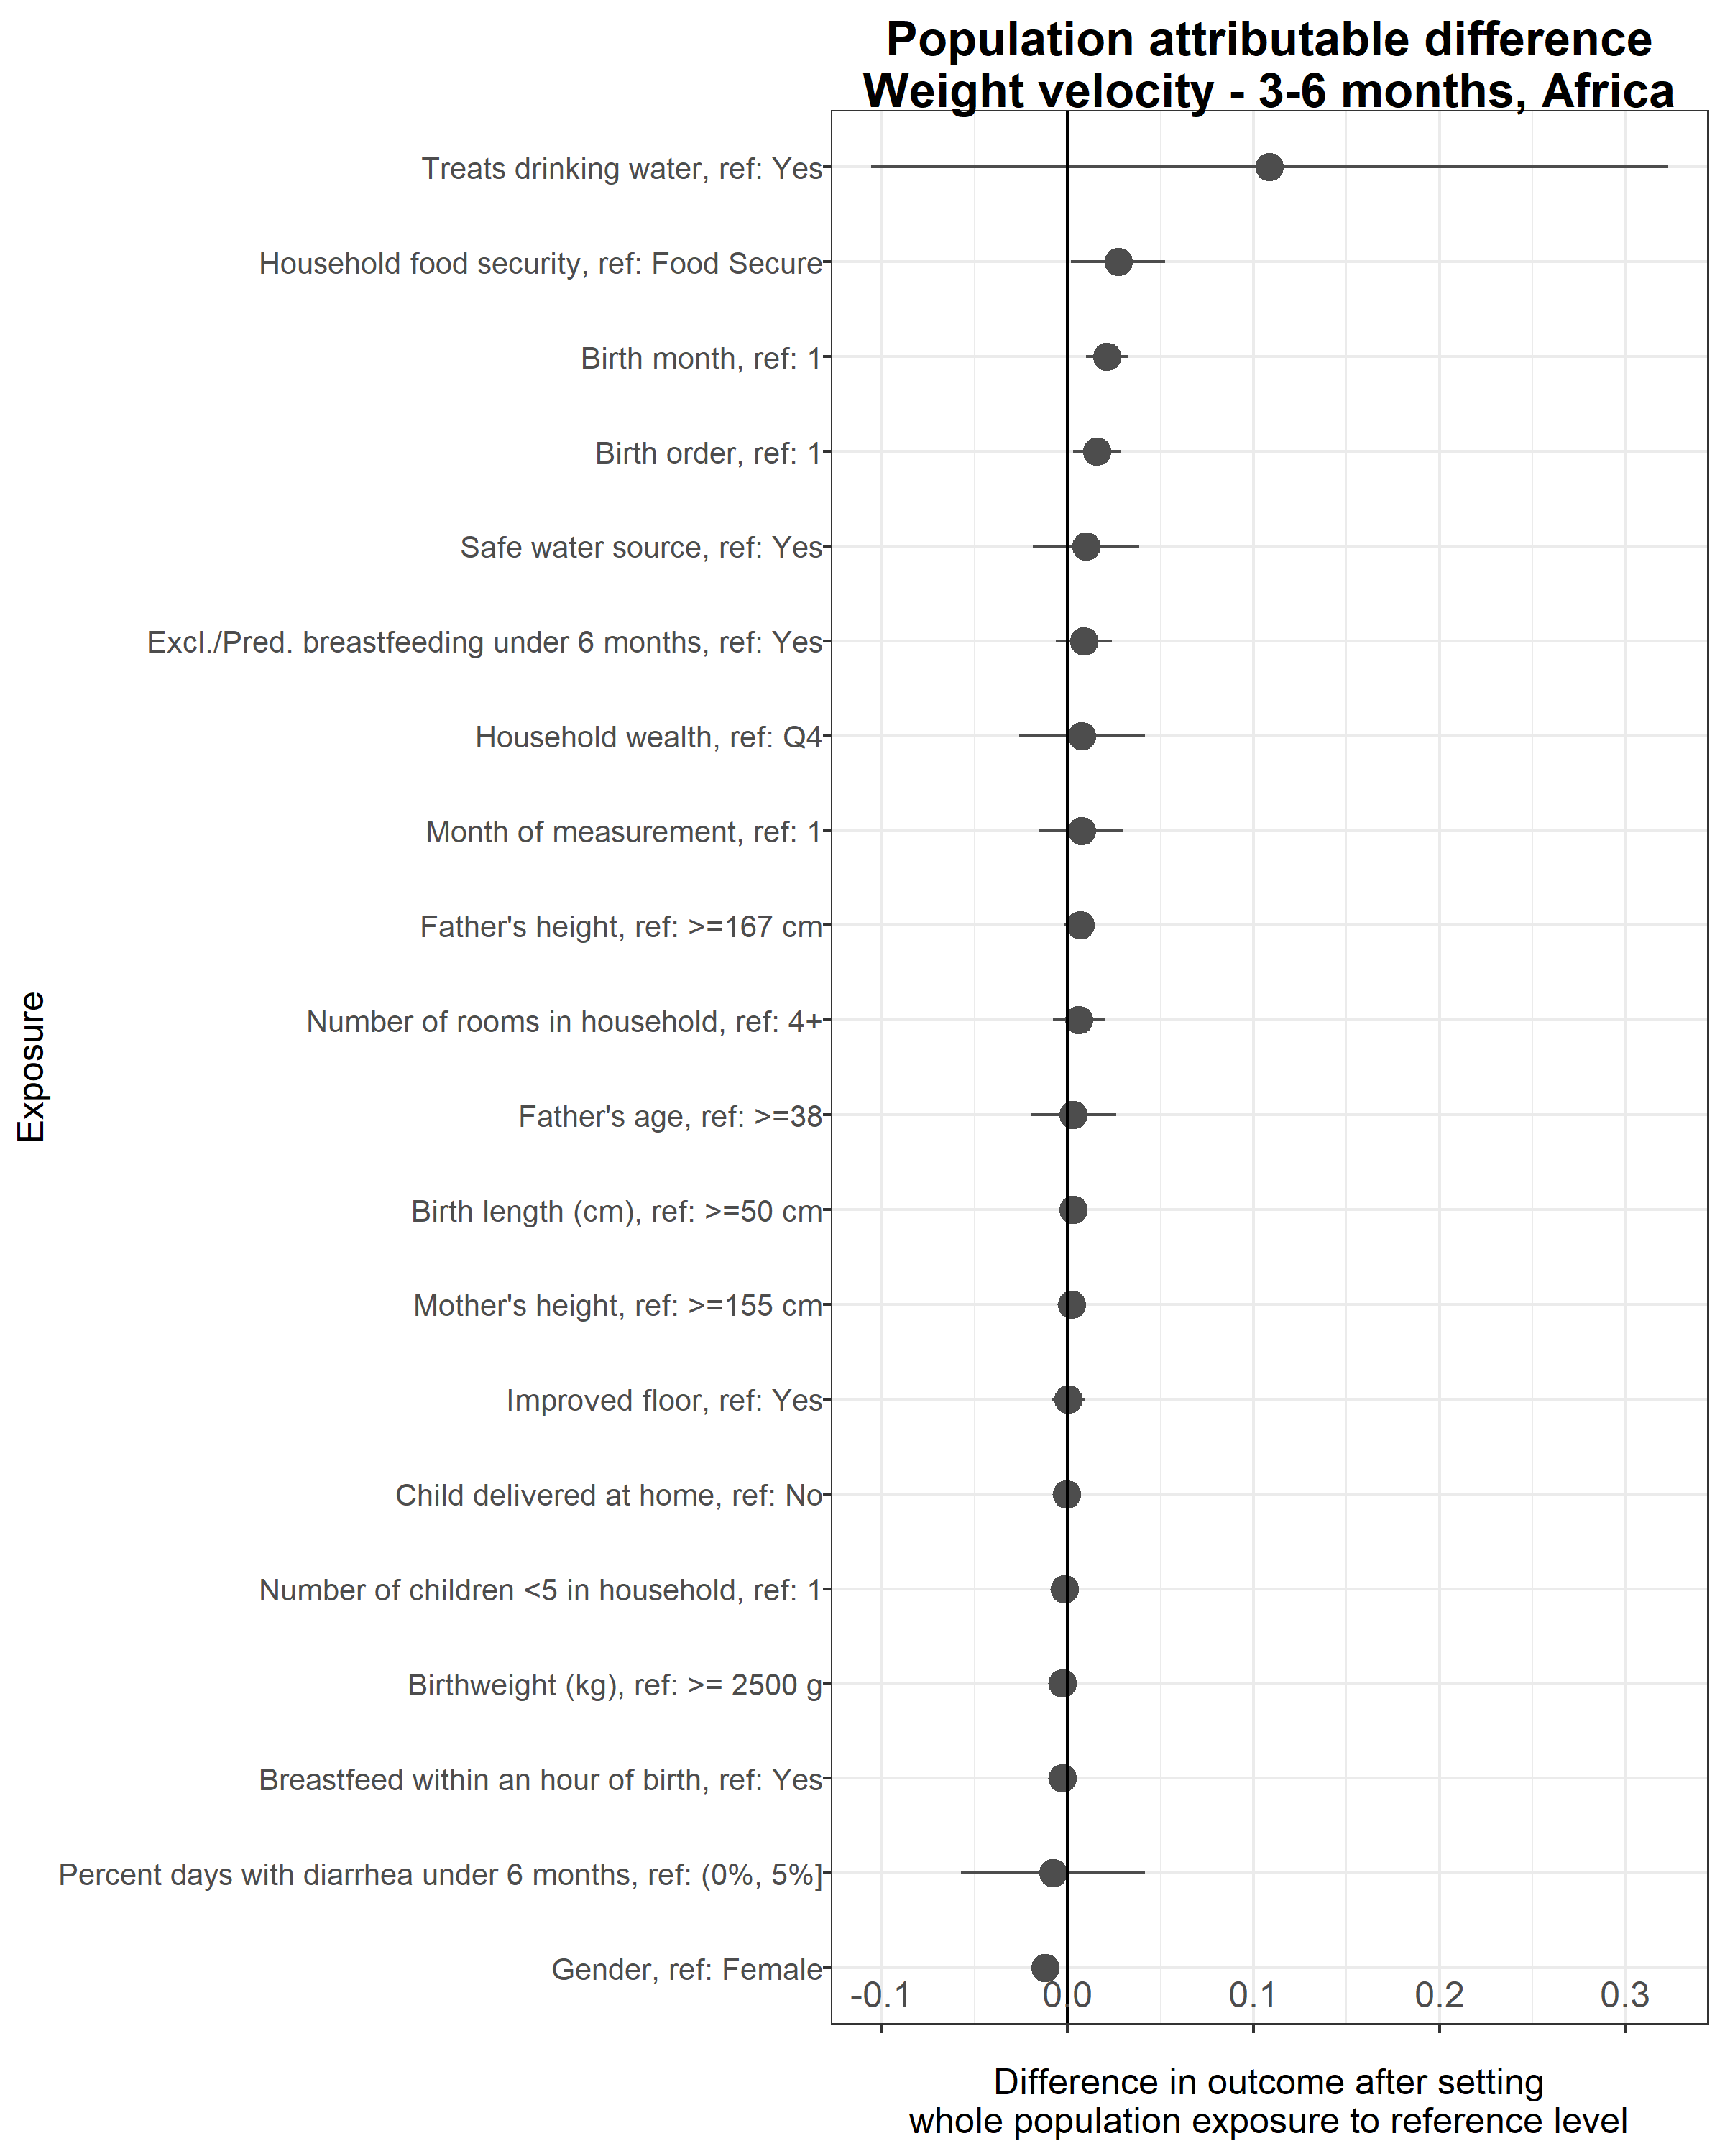 Population attributable difference
Weight velocity - 3-6 months, Africa
Treats drinking water, ref: Yes
Household food security, ref: Food Secure
Birth month, ref: 1
Birth order, ref: 1
Safe water source, ref: Yes
Excl./Pred. breastfeeding under 6 months, ref: Yes
Household wealth, ref: Q4
Month of measurement, ref: 1
Father's height, ref: >=167 cm
Number of rooms in household, ref: 4+
Father's age, ref: >=38
Birth length (cm), ref: >=50 cm
Mother's height, ref: >=155 cm
Improved floor, ref: Yes
Child delivered at home, ref: No
Number of children <5 in household, ref: 1
Birthweight (kg), ref: >= 2500 g
Breastfeed within an hour of birth, ref: Yes
Percent days with diarrhea under 6 months, ref: (0%, 5%]
Gender, ref: Female
Exposure
-0.1 0.0 0.1 0.2 0.3
Difference in outcome after setting
whole population exposure to reference level